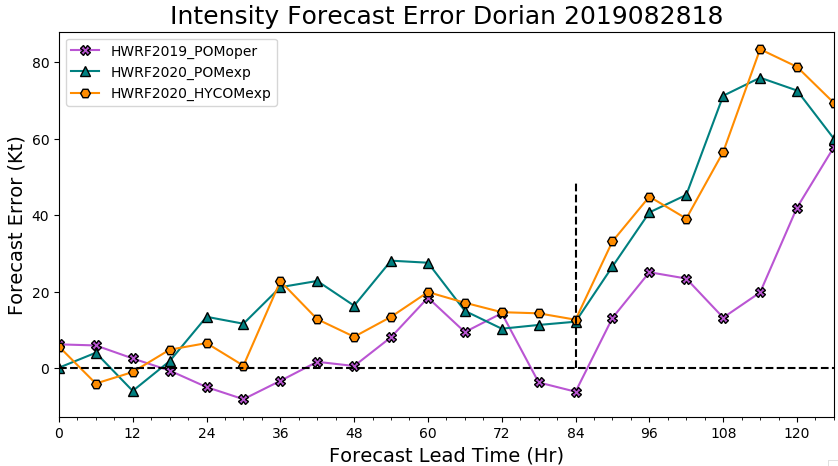 Intensity Forecast Error Dorian 2019082818
HWRF2019_POMoper
HWRF2020_POMexp
HWRF2020_HYCOMexp
Forecast Error (Kt)
80
60
40
20
0
0 12 24 36 48 60 72 84 96 108 120
Forecast Lead Time (Hr)